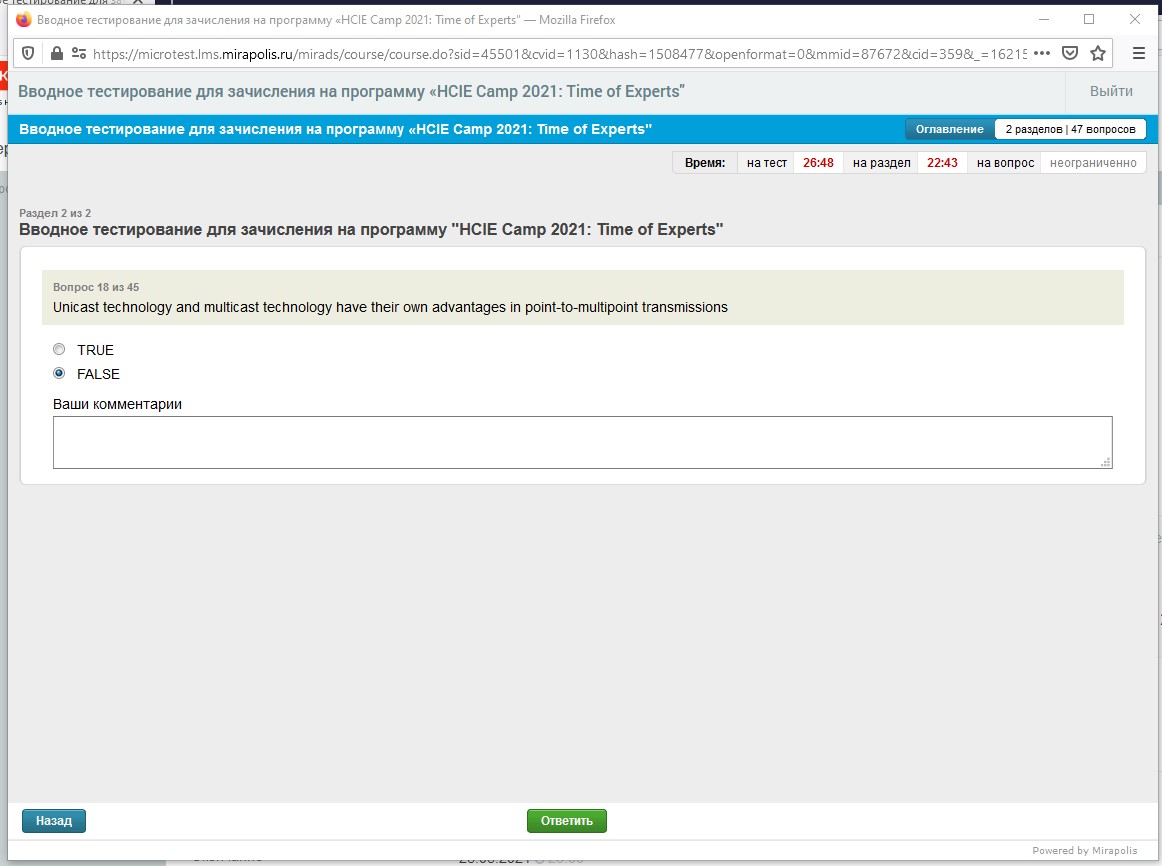 Вводное тестирование для зачисления на программу «HCIE Camp 2021: Time of Experts" — Mozilla Firefox
https://microtest.lms.mirapolis.ru/mirads/course/course.do?sid=45501&cvid=1130&hash=1508477&openformat=0&mmid=87672&cid=359&_=16215
Вводное тестирование для зачисления на программу «HCIE Camp 2021: Time of Experts"
Выйти
Вводное тестирование для зачисления на программу «HCIE Camp 2021: Time of Experts"
Оглавление
2 разделов | 47 вопросов
Время: на тест 26:48 на раздел 22:43 на вопрос неограниченно
Раздел 2 из 2
Вводное тестирование для зачисления на программу "HCIE Camp 2021: Time of Experts"
Вопрос 18 из 45
Unicast technology and multicast technology have their own advantages in point-to-multipoint transmissions
TRUE
FALSE
Ваши комментарии
Назад
Ответить
Powered by Mirapolis